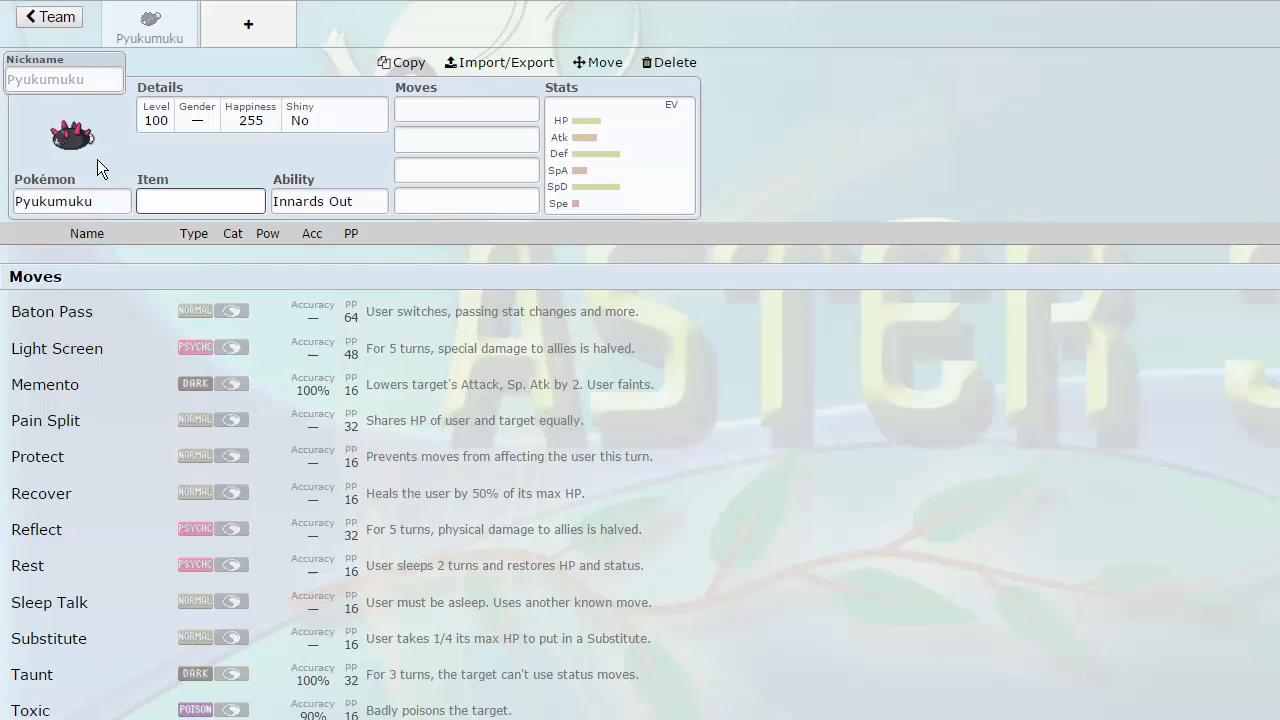 Team
Pyukumuku
+
Nickname
Pyukumuku
Copy Import/Export Move Delete
Details
Level Gender Happiness Shiny
100 — 255 No
Moves
Stats
EV
HP
Atk
Def
SpA
SpD
Spe
Pokémon Item Ability
Pyukumuku Innards Out
Name Type Cat Pow Acc PP
Moves
Baton Pass NORMAL Accuracy — PP 64 User switches, passing stat changes and more.
Light Screen PSYCHC Accuracy — PP 48 For 5 turns, special damage to allies is halved.
Memento DARK Accuracy 100% PP 16 Lowers target's Attack, Sp. Atk by 2. User faints.
Pain Split NORMAL Accuracy — PP 32 Shares HP of user and target equally.
Protect NORMAL Accuracy — PP 16 Prevents moves from affecting the user this turn.
Recover NORMAL Accuracy — PP 16 Heals the user by 50% of its max HP.
Reflect PSYCHC Accuracy — PP 32 For 5 turns, physical damage to allies is halved.
Rest PSYCHC Accuracy — PP 16 User sleeps 2 turns and restores HP and status.
Sleep Talk NORMAL Accuracy — PP 16 User must be asleep. Uses another known move.
Substitute NORMAL Accuracy — PP 16 User takes 1/4 its max HP to put in a Substitute.
Taunt DARK Accuracy 100% PP 32 For 3 turns, the target can't use status moves.
Toxic POISON Accuracy 90% PP 16 Badly poisons the target.